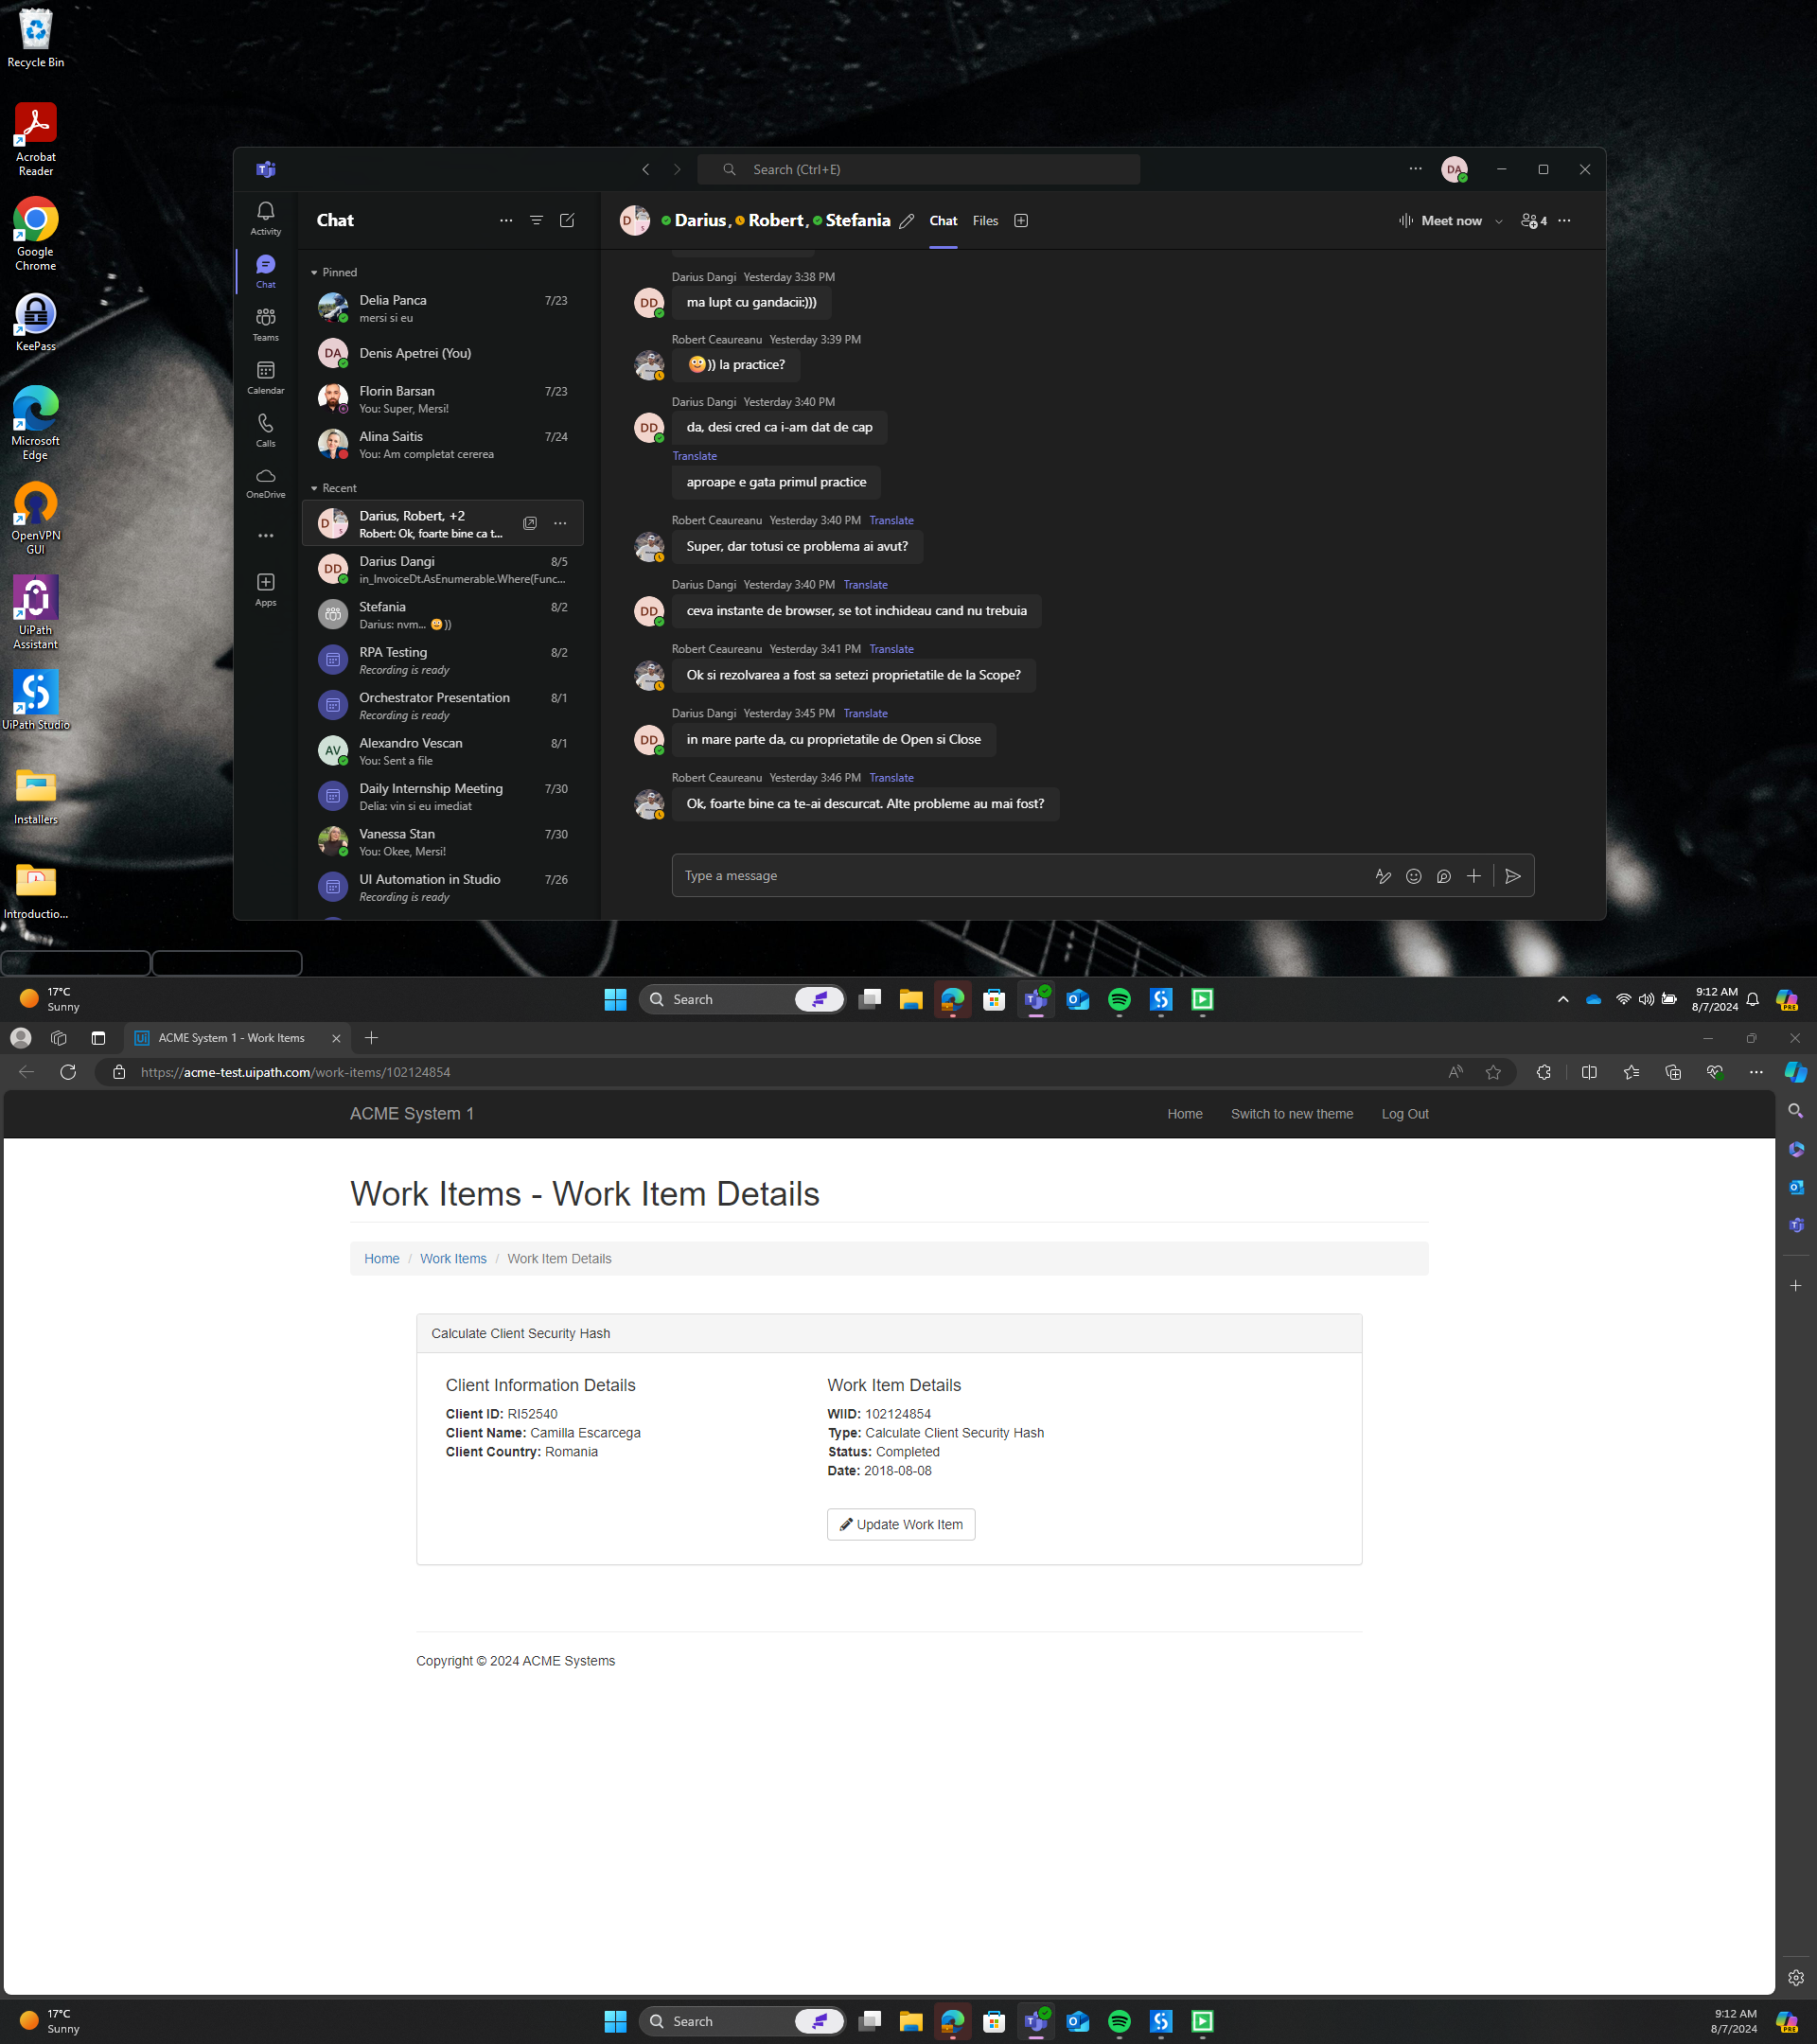 Recycle Bin
Acrobat
Reader
Google
Chrome
KeePass
Microsoft
Edge
OpenVPN
GUI
UiPath
Assistant
UiPath Studio
Installers
Introductio...
Search (Ctrl+E)
DA
Activity
Chat
Teams
Calendar
Calls
OneDrive
Apps
Chat
Pinned
Delia Panca 7/23
mersi si eu
DA
Denis Apetrei (You)
Florin Barsan 7/23
You: Super, Mersi!
Alina Saitis 7/24
You: Am completat cererea
Recent
Darius, Robert, +2
Robert: Ok, foarte bine ca t...
DD
Darius Dangi 8/5
in_InvoiceDt.AsEnumerable.Where(Func...
Stefania 8/2
Darius: nvm... 😅))
RPA Testing 8/2
Recording is ready
Orchestrator Presentation 8/1
Recording is ready
AV
Alexandro Vescan 8/1
You: Sent a file
Daily Internship Meeting 7/30
Delia: vin si eu imediat
Vanessa Stan 7/30
You: Okee, Mersi!
UI Automation in Studio 7/26
Recording is ready
Darius, Robert, Stefania Chat Files Meet now 4
Darius Dangi Yesterday 3:38 PM
DD
ma lupt cu gandacii:)))
Robert Ceaureanu Yesterday 3:39 PM
😅)) la practice?
Darius Dangi Yesterday 3:40 PM
DD
da, desi cred ca i-am dat de cap
Translate
aproape e gata primul practice
Robert Ceaureanu Yesterday 3:40 PM Translate
Super, dar totusi ce problema ai avut?
Darius Dangi Yesterday 3:40 PM Translate
DD
ceva instante de browser, se tot inchideau cand nu trebuia
Robert Ceaureanu Yesterday 3:41 PM Translate
Ok si rezolvarea a fost sa setezi proprietatile de la Scope?
Darius Dangi Yesterday 3:45 PM Translate
DD
in mare parte da, cu proprietatile de Open si Close
Robert Ceaureanu Yesterday 3:46 PM Translate
Ok, foarte bine ca te-ai descurcat. Alte probleme au mai fost?
Type a message
17°C
Sunny
Search
9:12 AM
8/7/2024
ACME System 1 - Work Items
https://acme-test.uipath.com/work-items/102124854
ACME System 1 Home Switch to new theme Log Out
Work Items - Work Item Details
Home / Work Items / Work Item Details
Calculate Client Security Hash
Client Information Details
Client ID: RI52540
Client Name: Camilla Escarcega
Client Country: Romania
Work Item Details
WIID: 102124854
Type: Calculate Client Security Hash
Status: Completed
Date: 2018-08-08
Update Work Item
Copyright © 2024 ACME Systems
17°C
Sunny
Search
9:12 AM
8/7/2024